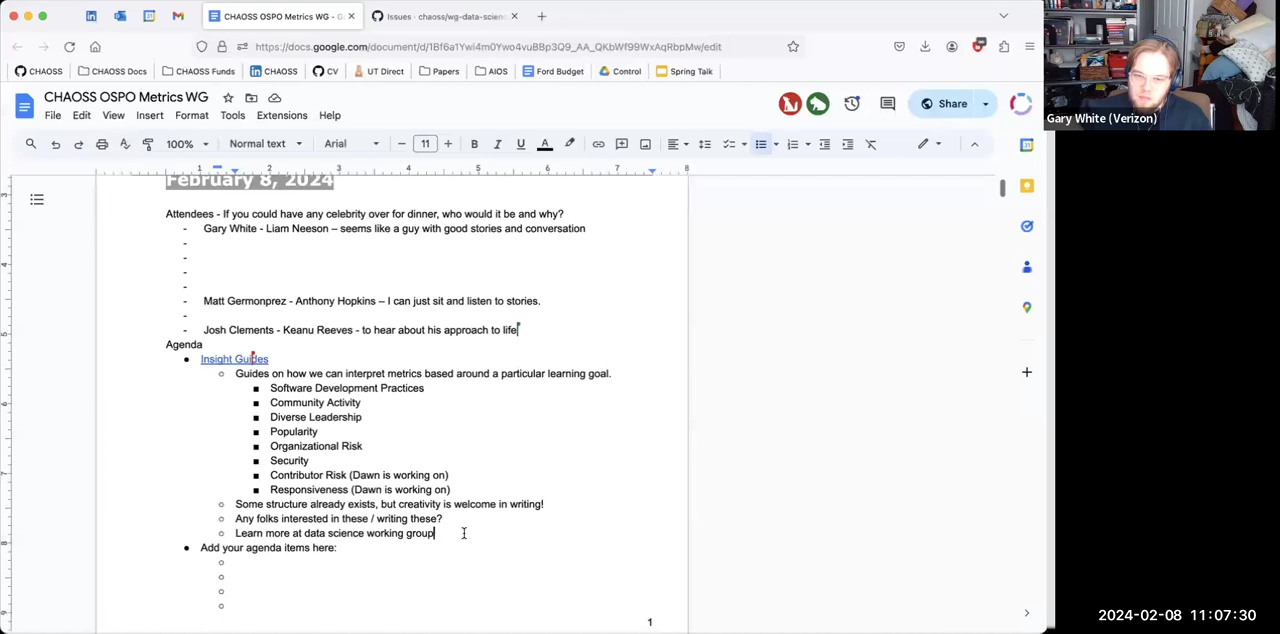 CHAOSS OSPO Metrics WG - G
Issues · chaoss/wg-data-scienc
https://docs.google.com/document/d/1Bf6a1Ywi4m0Ywo4vuBBp3Q9_AA_QKbWf99WxAqRbpMw/edit
CHAOSS
CHAOSS Docs
CHAOSS Funds
CHAOSS
CV
UT Direct
Papers
AIOS
Ford Budget
Control
Spring Talk
Gary White (Verizon)
CHAOSS OSPO Metrics WG
File Edit View Insert Format Tools Extensions Help
Share
100% Normal text Arial 11
1 2 3 4 5 6 7 8
February 8, 2024
Attendees - If you could have any celebrity over for dinner, who would it be and why?
- Gary White - Liam Neeson – seems like a guy with good stories and conversation
-
-
-
-
- Matt Germonprez - Anthony Hopkins – I can just sit and listen to stories.
-
- Josh Clements - Keanu Reeves - to hear about his approach to life
Agenda
● Insight Guides
○ Guides on how we can interpret metrics based around a particular learning goal.
■ Software Development Practices
■ Community Activity
■ Diverse Leadership
■ Popularity
■ Organizational Risk
■ Security
■ Contributor Risk (Dawn is working on)
■ Responsiveness (Dawn is working on)
○ Some structure already exists, but creativity is welcome in writing!
○ Any folks interested in these / writing these?
○ Learn more at data science working group
● Add your agenda items here:
○
○
○
○
1
2024-02-08 11:07:30